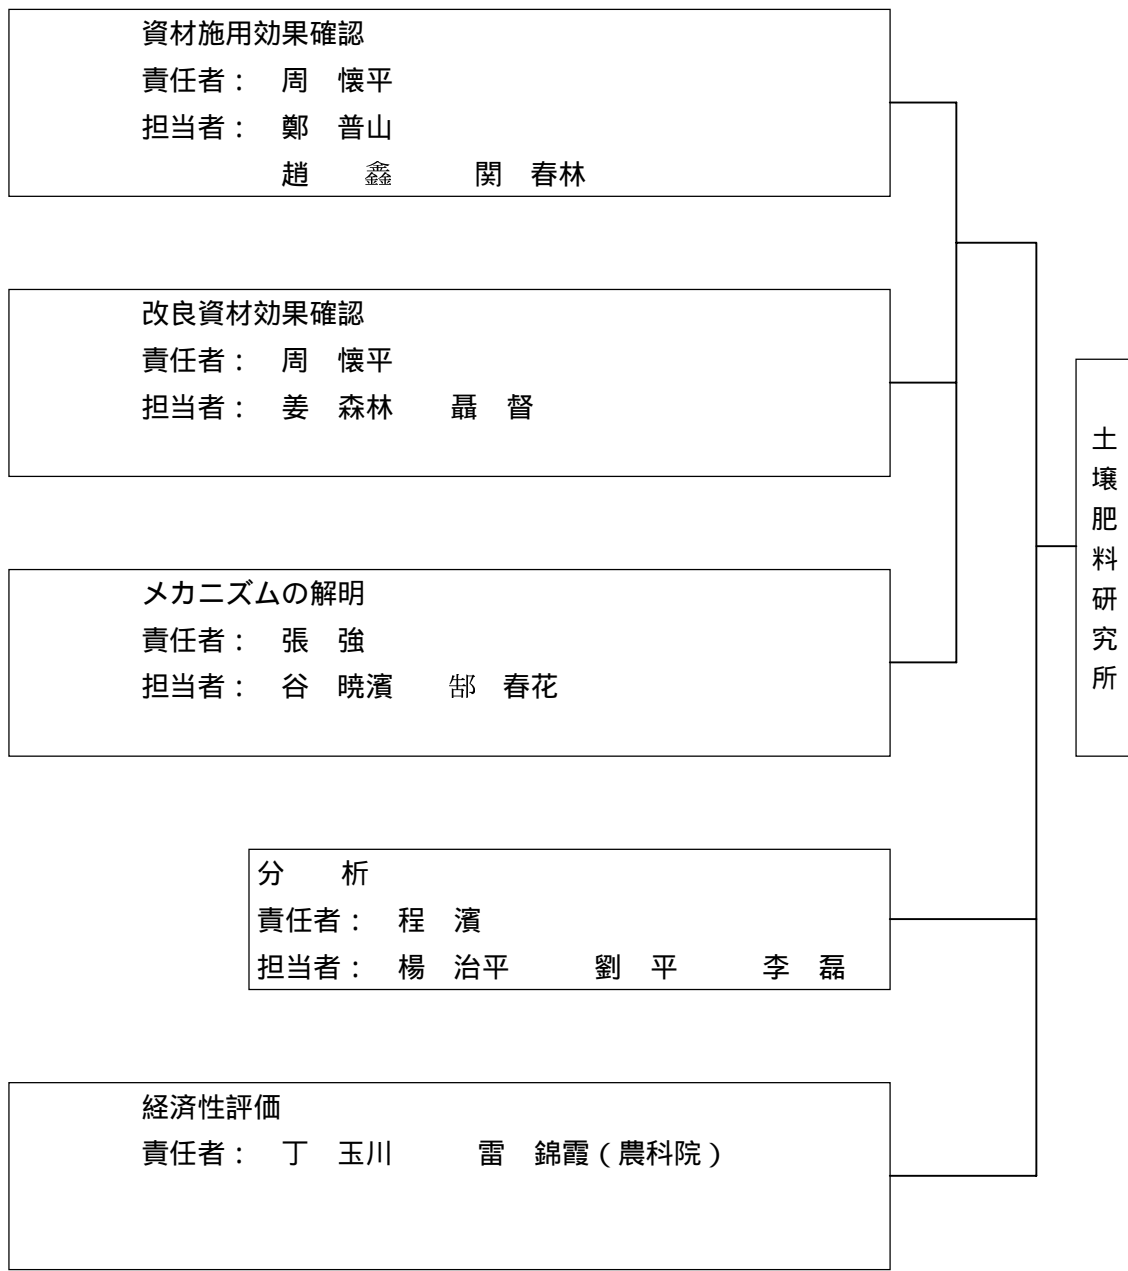 資材施用効果確認
責任者： 周 懐平
担当者： 鄭 普山
趙 鑫 関 春林
改良資材効果確認
責任者： 周 懐平
担当者： 姜 森林 聶 督
メカニズムの解明
責任者： 張 強
担当者： 谷 暁濱 郜 春花
分 析
責任者： 程 濱
担当者： 楊 治平 劉 平 李 磊
経済性評価
責任者： 丁 玉川 雷 錦霞（農科院）
土壌肥料研究所